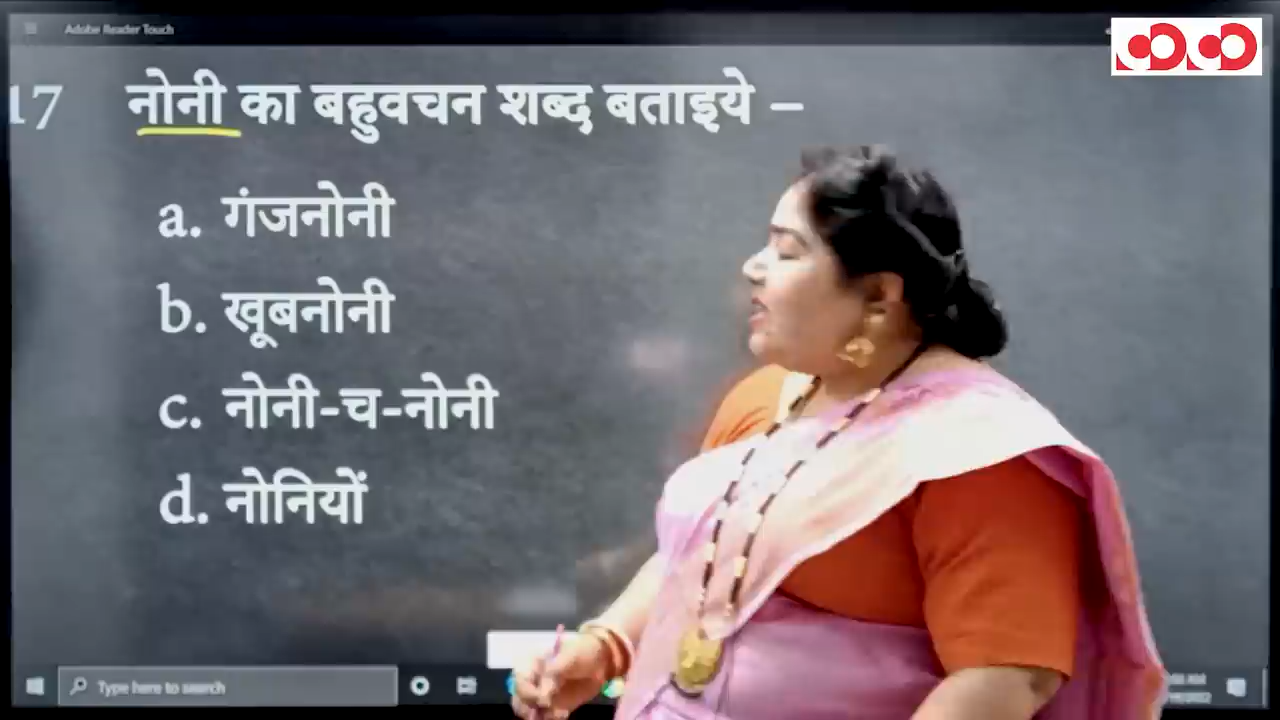 Adobe Reader Touch
17 नोनी का बहुवचन शब्द बताइये –
a. गंजनोनी
b. खूबनोनी
c. नोनी-च-नोनी
d. नोनियों
Type here to search